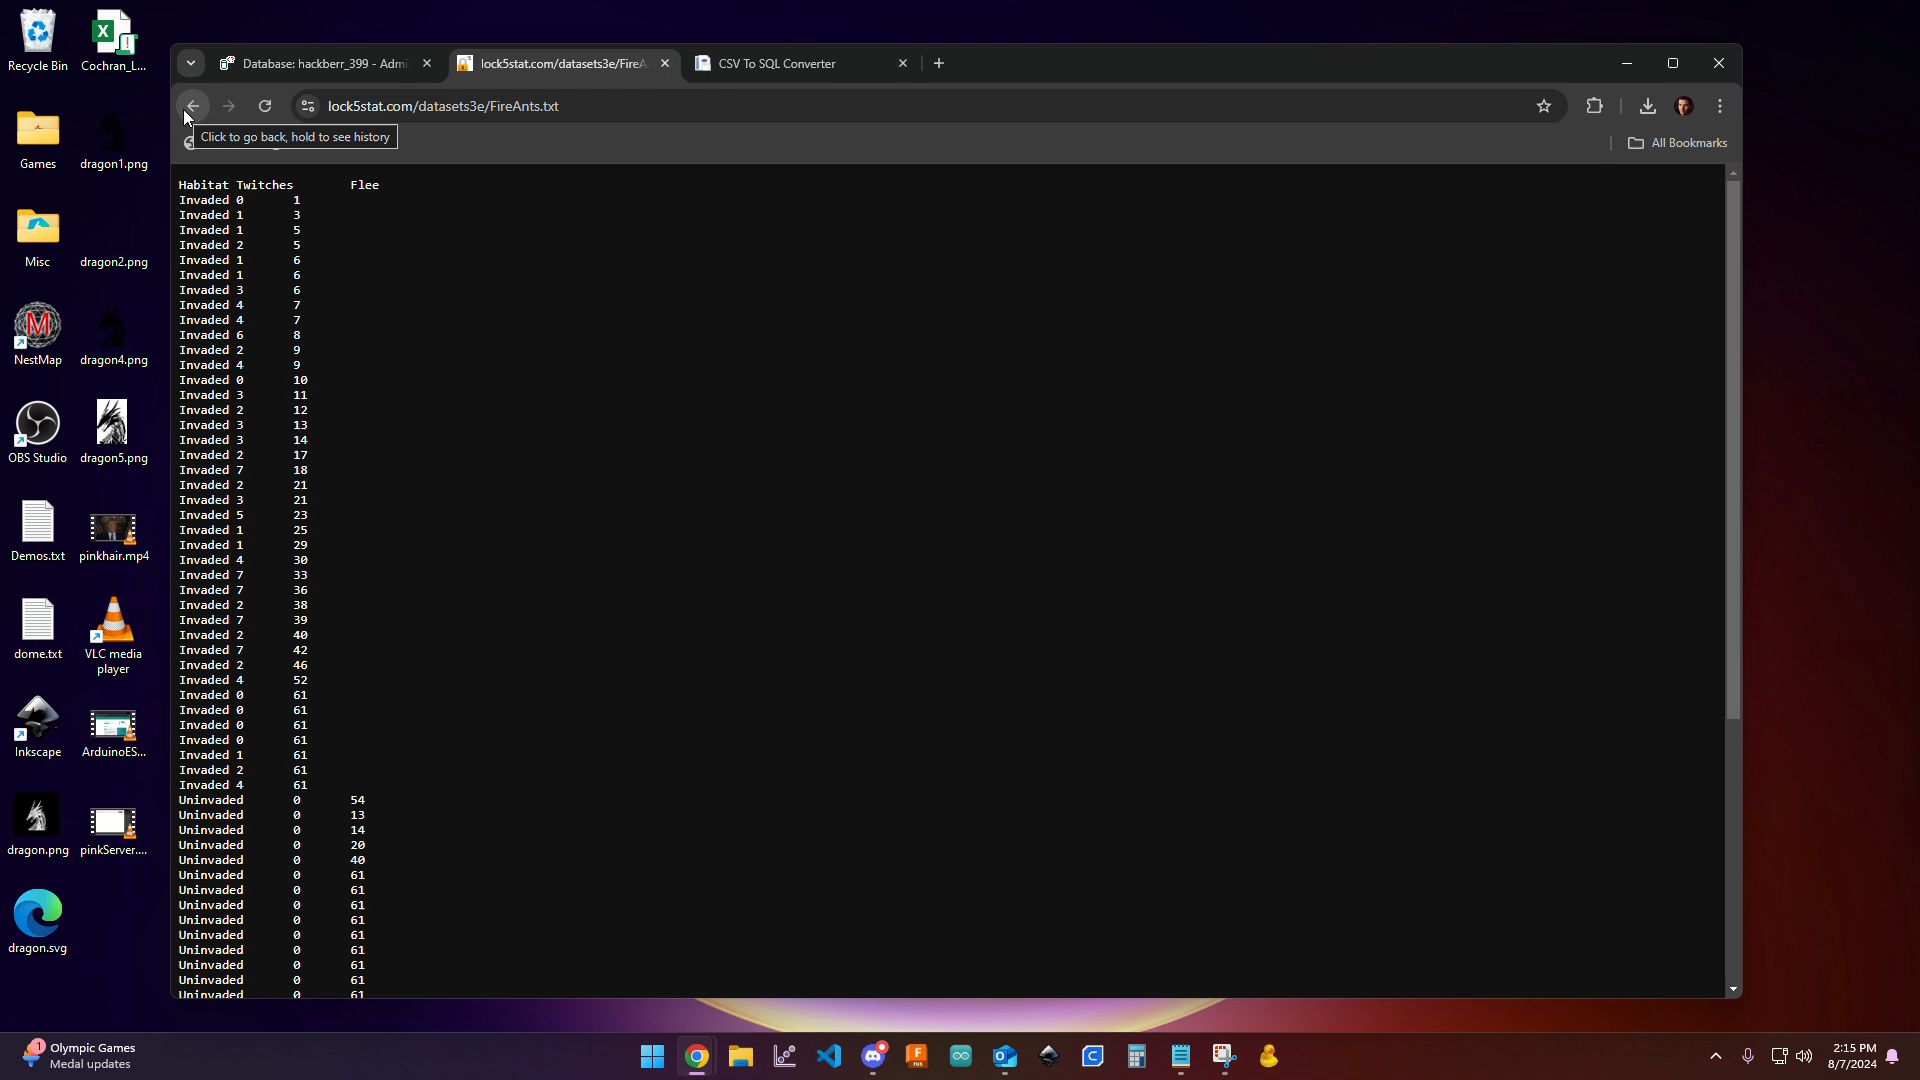 Recycle Bin
Cochran_L...
Games
dragon1.png
Misc
dragon2.png
NestMap
dragon4.png
OBS Studio
dragon5.png
Demos.txt
pinkhair.mp4
dome.txt
VLC media
player
Inkscape
ArduinoES...
dragon.png
pinkServer....
dragon.svg
Database: hackberr_399 - Admi
lock5stat.com/datasets3e/FireA
CSV To SQL Converter
lock5stat.com/datasets3e/FireAnts.txt
Click to go back, hold to see history
All Bookmarks
Habitat Twitches Flee
Invaded 0 1
Invaded 1 3
Invaded 1 5
Invaded 2 5
Invaded 1 6
Invaded 1 6
Invaded 3 6
Invaded 4 7
Invaded 4 7
Invaded 6 8
Invaded 2 9
Invaded 4 9
Invaded 0 10
Invaded 3 11
Invaded 2 12
Invaded 3 13
Invaded 3 14
Invaded 2 17
Invaded 7 18
Invaded 2 21
Invaded 3 21
Invaded 5 23
Invaded 1 25
Invaded 1 29
Invaded 4 30
Invaded 7 33
Invaded 7 36
Invaded 2 38
Invaded 7 39
Invaded 2 40
Invaded 7 42
Invaded 2 46
Invaded 4 52
Invaded 0 61
Invaded 0 61
Invaded 0 61
Invaded 0 61
Invaded 1 61
Invaded 2 61
Invaded 4 61
Uninvaded 0 54
Uninvaded 0 13
Uninvaded 0 14
Uninvaded 0 20
Uninvaded 0 40
Uninvaded 0 61
Uninvaded 0 61
Uninvaded 0 61
Uninvaded 0 61
Uninvaded 0 61
Uninvaded 0 61
Uninvaded 0 61
Uninvaded 0 61
Uninvaded 0 61
1
Olympic Games
Medal updates
2:15 PM
8/7/2024